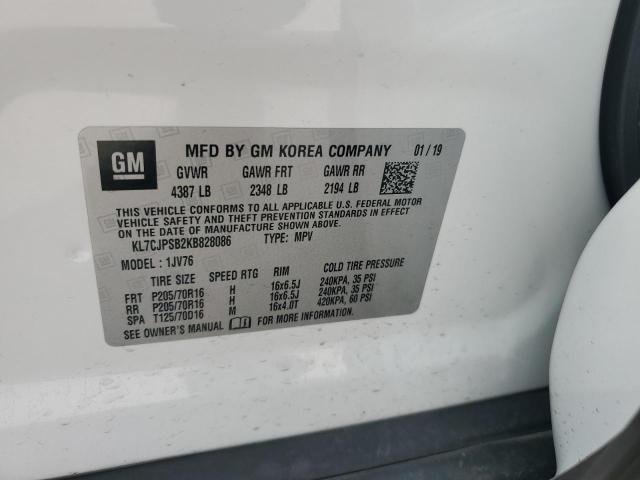 GM
MFD BY GM KOREA COMPANY 01/19
GVWR GAWR FRT GAWR RR
4387 LB 2348 LB 2194 LB
THIS VEHICLE CONFORMS TO ALL APPLICABLE U.S. FEDERAL MOTOR
VEHICLE SAFETY AND THEFT PREVENTION STANDARDS IN EFFECT
ON THE DATE OF MANUFACTURE SHOWN ABOVE.
KL7CJPSB2KB828086 TYPE: MPV
MODEL : 1JV76
TIRE SIZE SPEED RTG RIM COLD TIRE PRESSURE
FRT P205/70R16 H 16x6.5J 240KPA, 35 PSI
RR P205/70R16 H 16x6.5J 240KPA, 35 PSI
SPA T125/70D16 M 16x4.0T 420KPA, 60 PSI
SEE OWNER'S MANUAL FOR MORE INFORMATION.